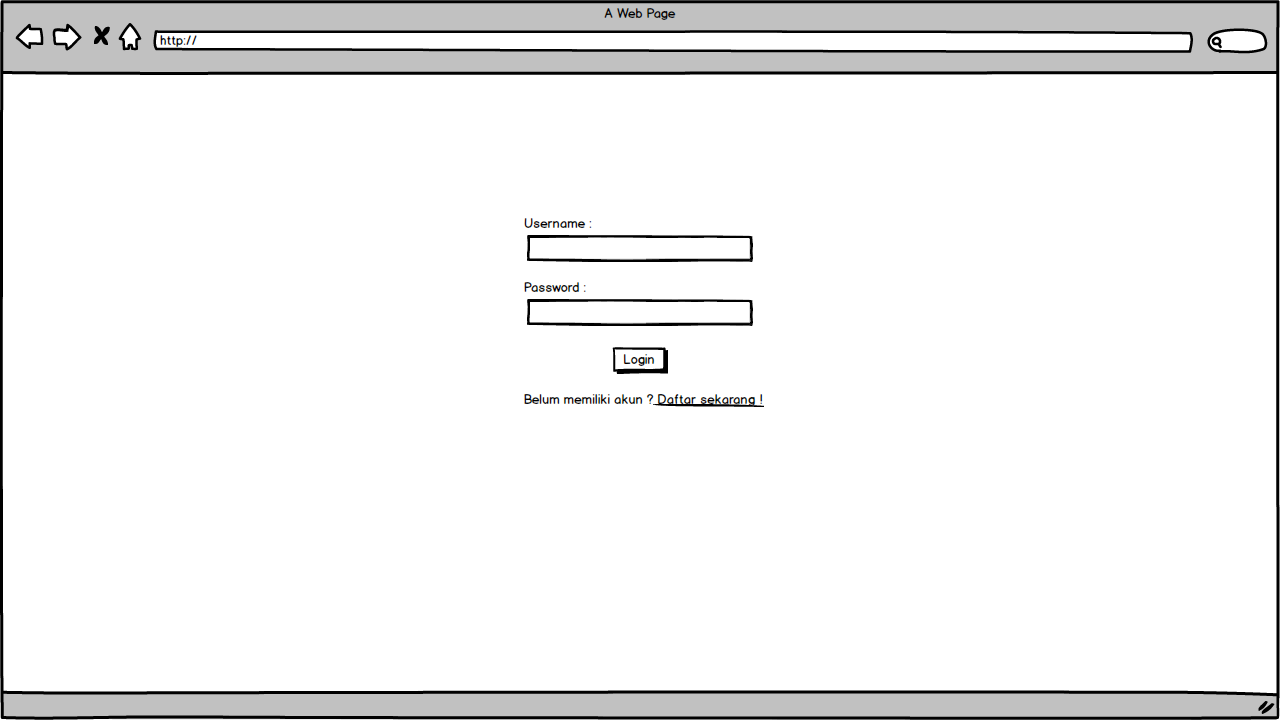 A Web Page
http://
Username :
Password :
Login
Belum memiliki akun ? Daftar sekarang !